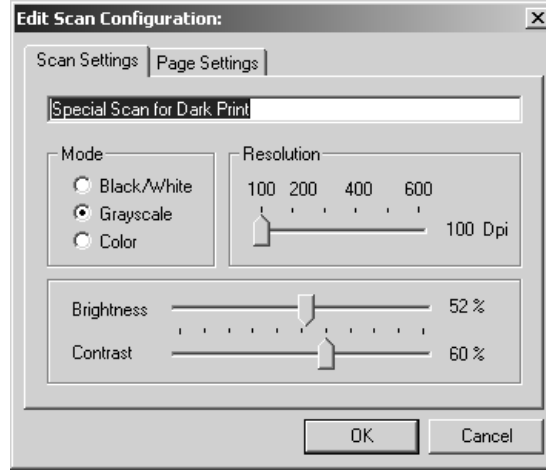 Edit Scan Configuration:
Scan Settings Page Settings
Special Scan for Dark Print
Mode
Black/White
Grayscale
Color
Resolution
100 200 400 600
100 Dpi
Brightness 52 %
Contrast 60 %
OK Cancel